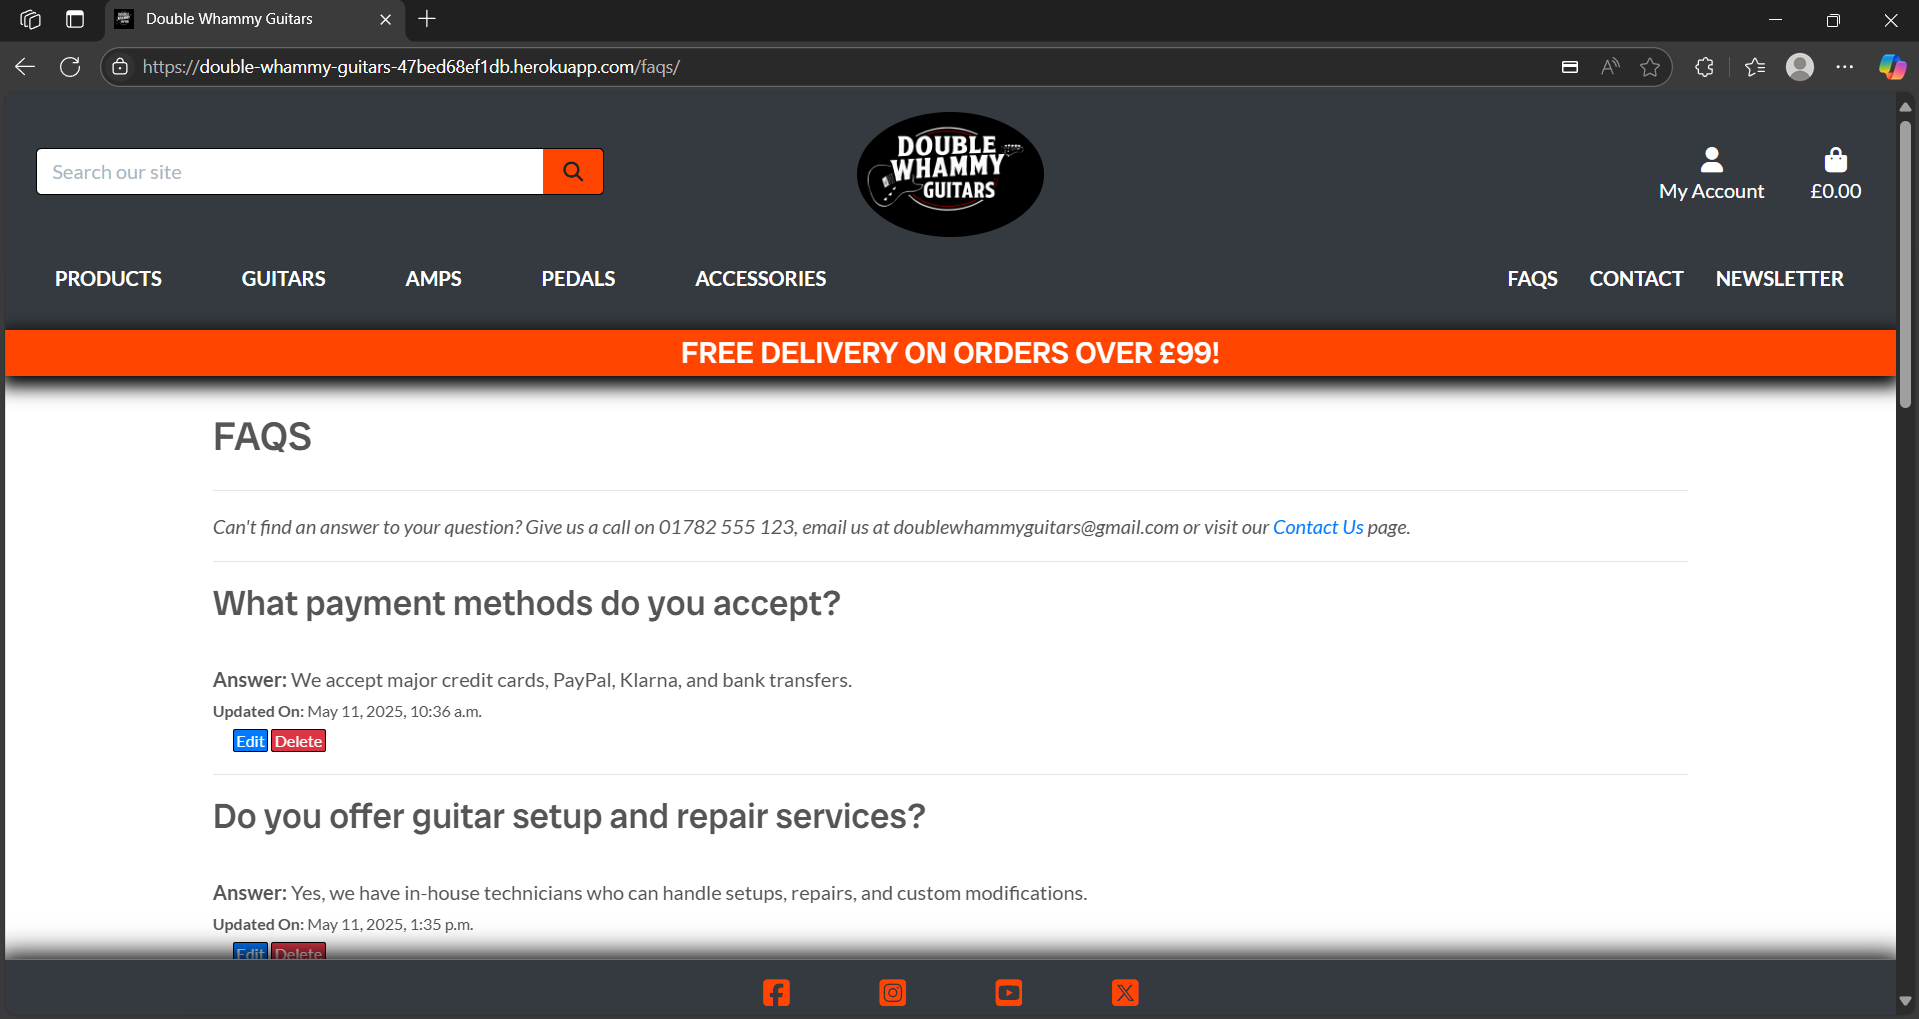 Double Whammy Guitars
https://double-whammy-guitars-47bed68ef1db.herokuapp.com/faqs/
Search our site
DOUBLE
WHAMMY
GUITARS
My Account
£0.00
PRODUCTS
GUITARS
AMPS
PEDALS
ACCESSORIES
FAQS
CONTACT
NEWSLETTER
FREE DELIVERY ON ORDERS OVER £99!
FAQS
Can't find an answer to your question? Give us a call on 01782 555 123, email us at doublewhammyguitars@gmail.com or visit our Contact Us page.
What payment methods do you accept?
Answer: We accept major credit cards, PayPal, Klarna, and bank transfers.
Updated On: May 11, 2025, 10:36 a.m.
Edit Delete
Do you offer guitar setup and repair services?
Answer: Yes, we have in-house technicians who can handle setups, repairs, and custom modifications.
Updated On: May 11, 2025, 1:35 p.m.
Edit Delete